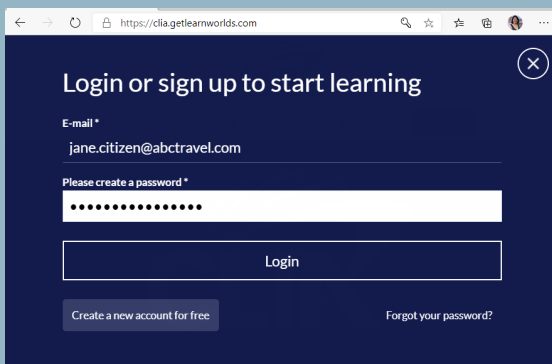 https://clia.getlearnworlds.com
Login or sign up to start learning
E-mail *
jane.citizen@abctravel.com
Please create a password *
••••••••••••••••
Login
Create a new account for free Forgot your password?